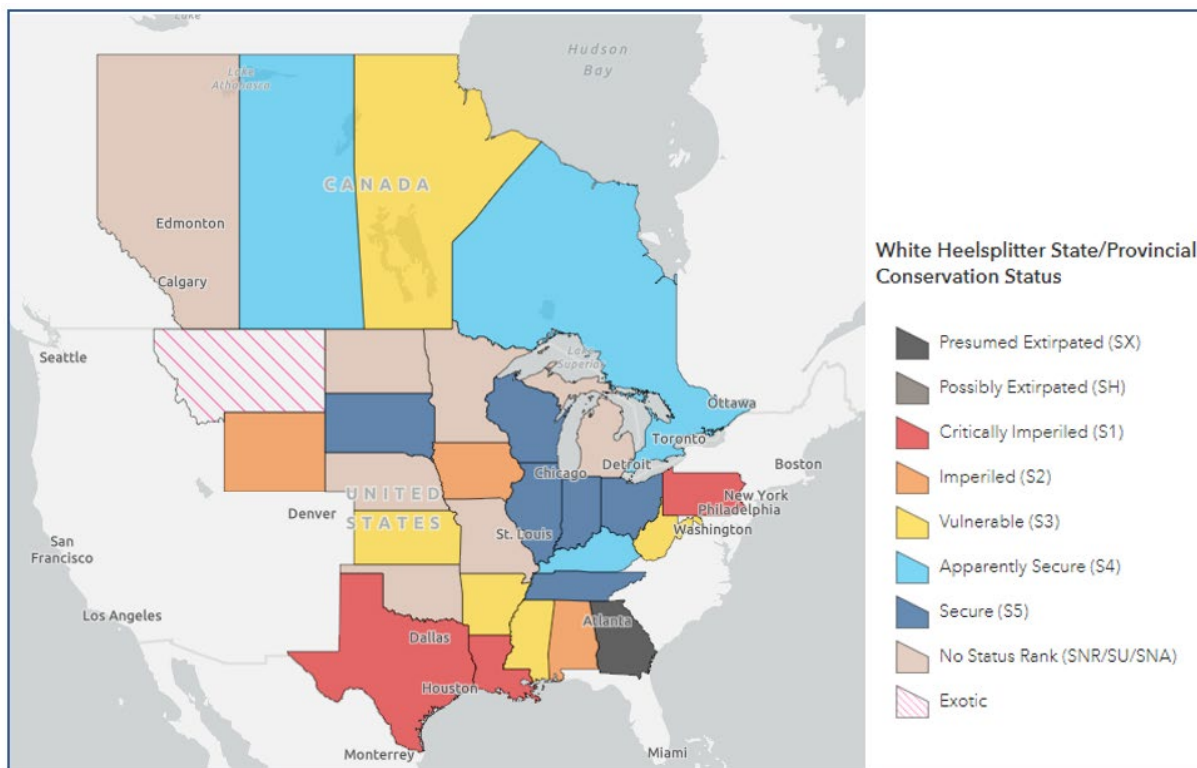 Lake
Hudson
Bay
Lake
Athabasca
CANADA
Edmonton
Calgary
Seattle
Lake
Superior
Ottawa
Toronto
Boston
Chicago
Detroit
New York
Philadelphia
UNITED
Denver
STATES
St. Louis
Washington
San
Francisco
Los Angeles
Atlanta
Dallas
Houston
Monterrey
Miami
White Heelsplitter State/Provincial
Conservation Status
Presumed Extirpated (SX)
Possibly Extirpated (SH)
Critically Imperiled (S1)
Imperiled (S2)
Vulnerable (S3)
Apparently Secure (S4)
Secure (S5)
No Status Rank (SNR/SU/SNA)
Exotic